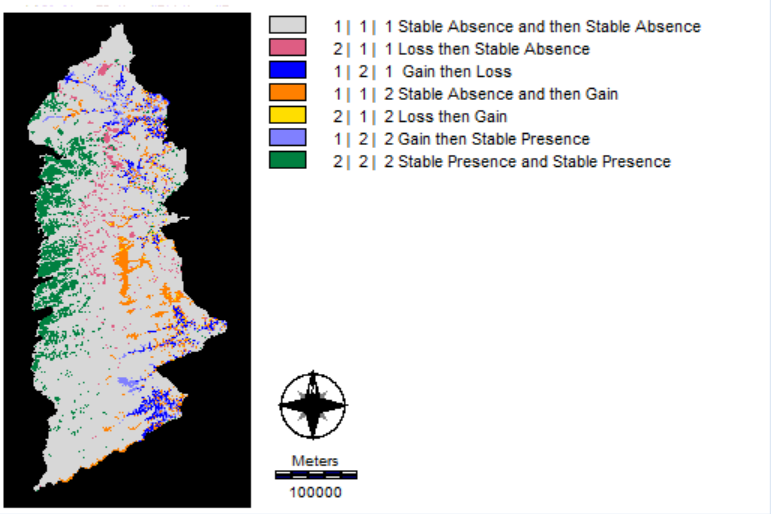 1 | 1 | 1 Stable Absence and then Stable Absence
2 | 1 | 1 Loss then Stable Absence
1 | 2 | 1 Gain then Loss
1 | 1 | 2 Stable Absence and then Gain
2 | 1 | 2 Loss then Gain
1 | 2 | 2 Gain then Stable Presence
2 | 2 | 2 Stable Presence and Stable Presence
N
Meters
100000